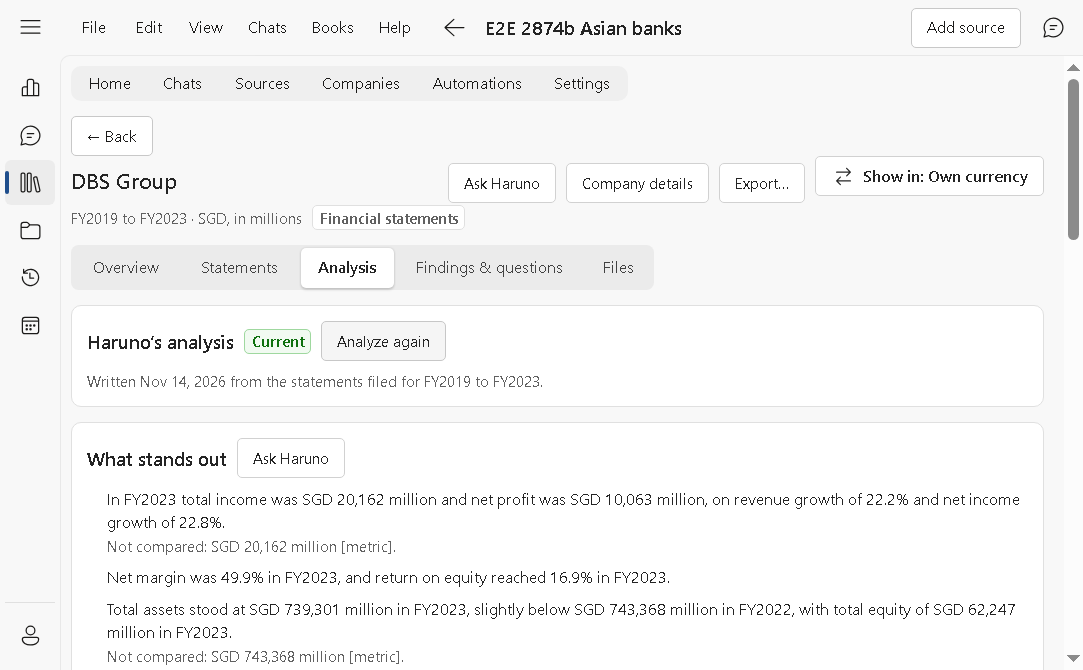 File Edit View Chats Books Help E2E 2874b Asian banks Add source
Home Chats Sources Companies Automations Settings
← Back
DBS Group Ask Haruno Company details Export... Show in: Own currency
FY2019 to FY2023 · SGD, in millions Financial statements
Overview Statements Analysis Findings & questions Files
Haruno's analysis Current Analyze again
Written Nov 14, 2026 from the statements filed for FY2019 to FY2023.
What stands out Ask Haruno
In FY2023 total income was SGD 20,162 million and net profit was SGD 10,063 million, on revenue growth of 22.2% and net income
growth of 22.8%.
Not compared: SGD 20,162 million [metric].
Net margin was 49.9% in FY2023, and return on equity reached 16.9% in FY2023.
Total assets stood at SGD 739,301 million in FY2023, slightly below SGD 743,368 million in FY2022, with total equity of SGD 62,247
million in FY2023.
Not compared: SGD 743,368 million [metric].